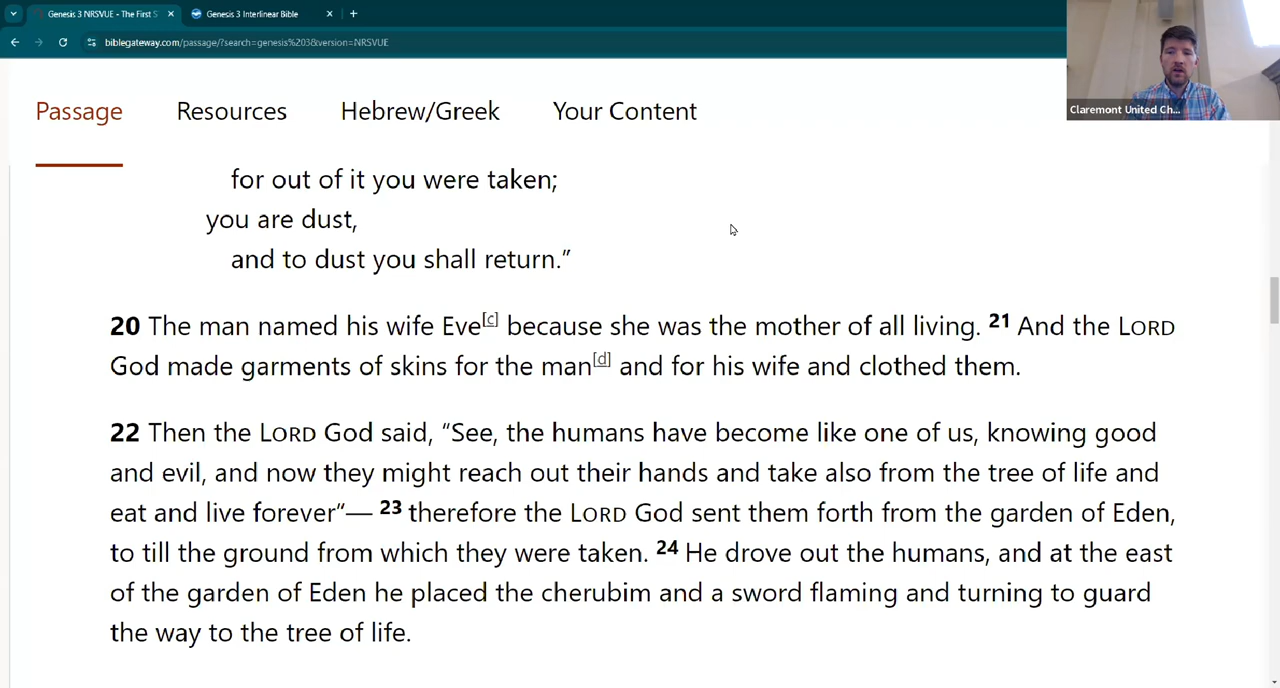 Genesis 3 NRSVUE - The First S
Genesis 3 Interlinear Bible
biblegateway.com/passage/?search=genesis%203&version=NRSVUE
Claremont United Ch...
Passage Resources Hebrew/Greek Your Content
for out of it you were taken;
you are dust,
and to dust you shall return.”
20 The man named his wife Eve[c] because she was the mother of all living. 21 And the LORD
God made garments of skins for the man[d] and for his wife and clothed them.
22 Then the LORD God said, “See, the humans have become like one of us, knowing good
and evil, and now they might reach out their hands and take also from the tree of life and
eat and live forever”— 23 therefore the LORD God sent them forth from the garden of Eden,
to till the ground from which they were taken. 24 He drove out the humans, and at the east
of the garden of Eden he placed the cherubim and a sword flaming and turning to guard
the way to the tree of life.